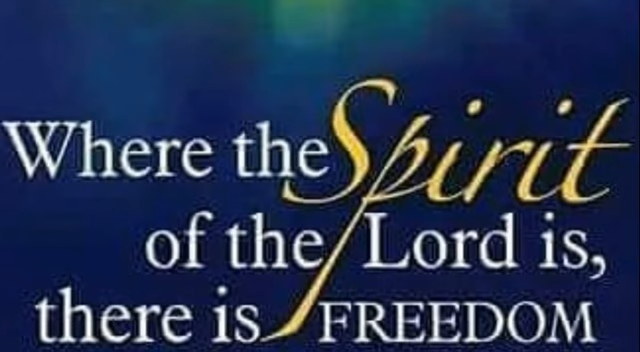 Where the Spirit
of the Lord is,
there is FREEDOM